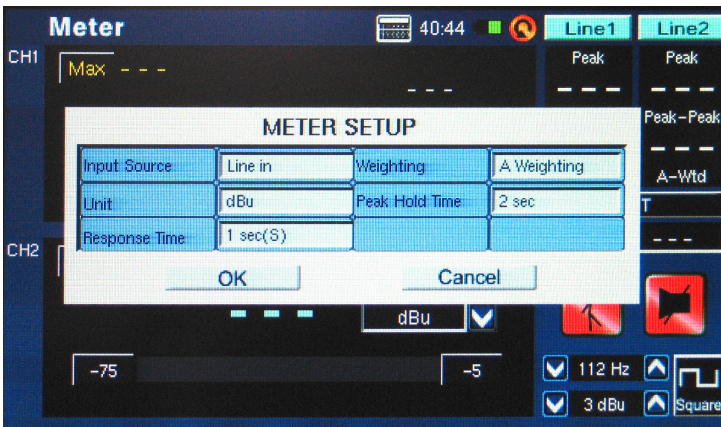 Meter
40:44
Line1
Line2
CH1
Max - - -
- - -
Peak
Peak
- - -
- - -
Peak-Peak
- - -
A-Wtd
T
- - -
METER SETUP
Input Source
Line in
Weighting
A Weighting
Unit
dBu
Peak Hold Time
2 sec
Response Time
1 sec(S)
OK
Cancel
CH2
- - -
dBu
-75
-5
112 Hz
3 dBu
Square